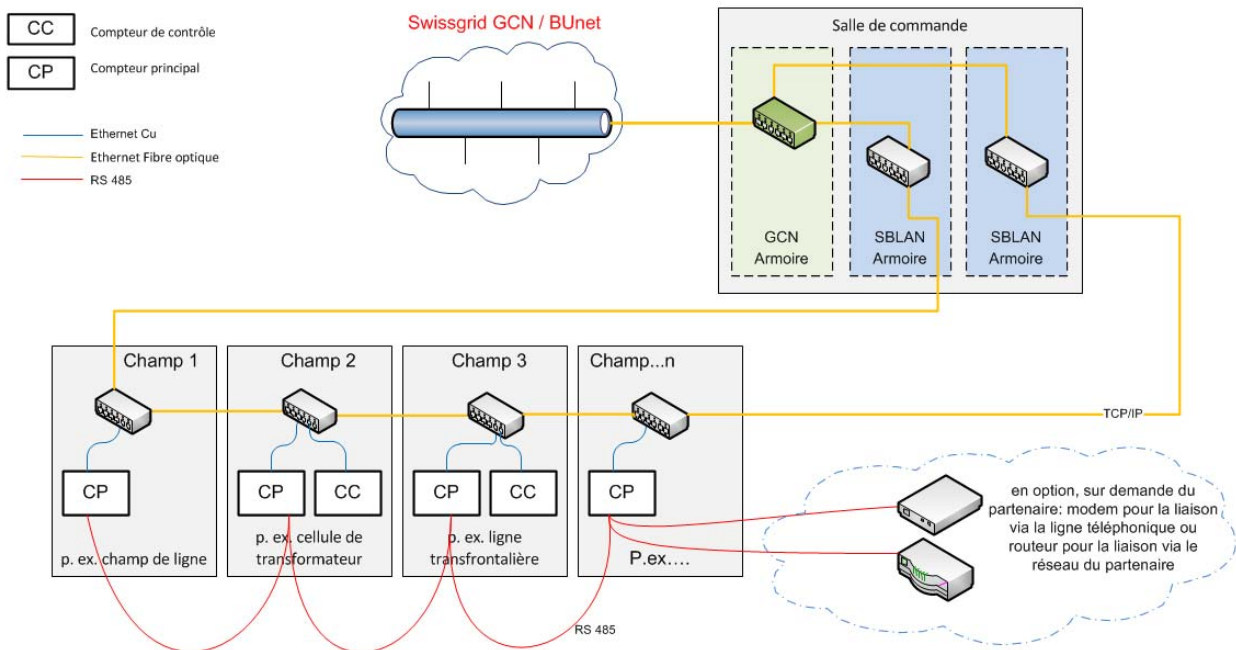 CC
Compteur de contrôle
CP
Compteur principal
Ethernet Cu
Ethernet Fibre optique
RS 485
Swissgrid GCN / BUnet
Salle de commande
GCN
Armoire
SBLAN
Armoire
SBLAN
Armoire
Champ 1
Champ 2
Champ 3
Champ...n
TCP/IP
CP
CP
CC
CP
CC
CP
p. ex. champ de ligne
p. ex. cellule de
transformateur
p. ex. ligne
transfrontalière
P.ex....
RS 485
en option, sur demande du
partenaire: modem pour la liaison
via la ligne téléphonique ou
routeur pour la liaison via le
réseau du partenaire